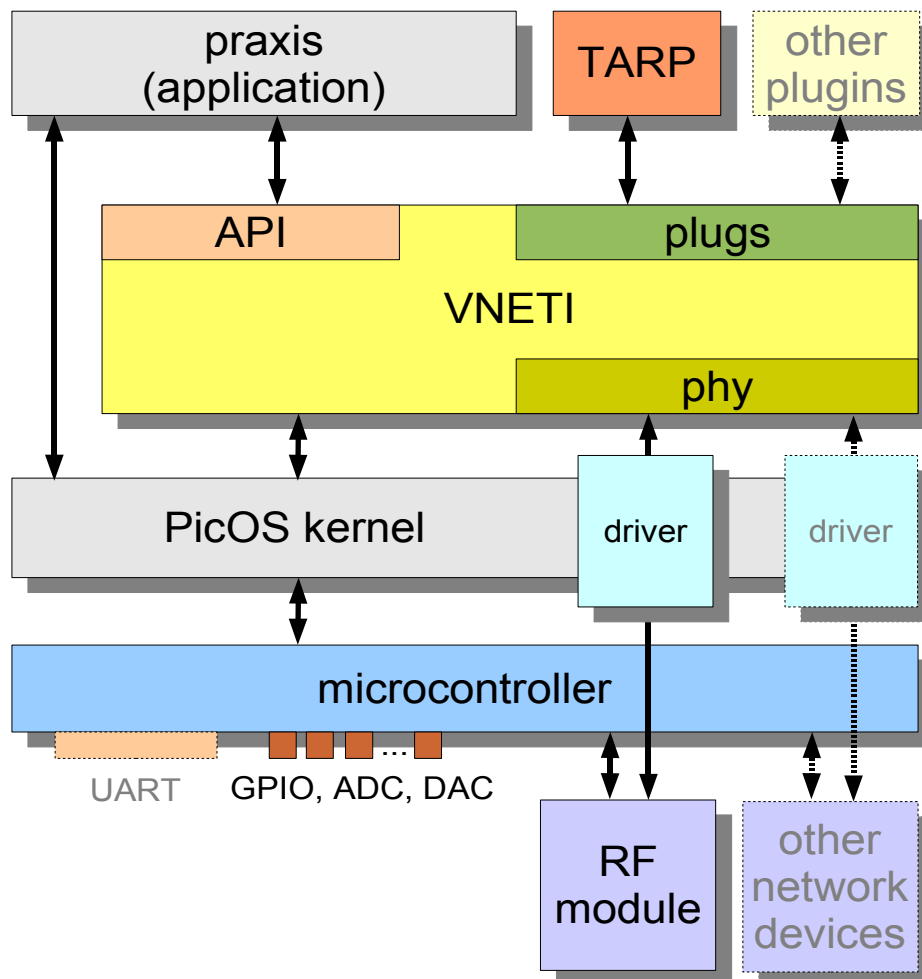 praxis
(application)
TARP
other
plugins
API
plugs
VNETI
phy
PicOS kernel
driver
driver
microcontroller
...
UART
GPIO, ADC, DAC
RF
module
other
network
devices